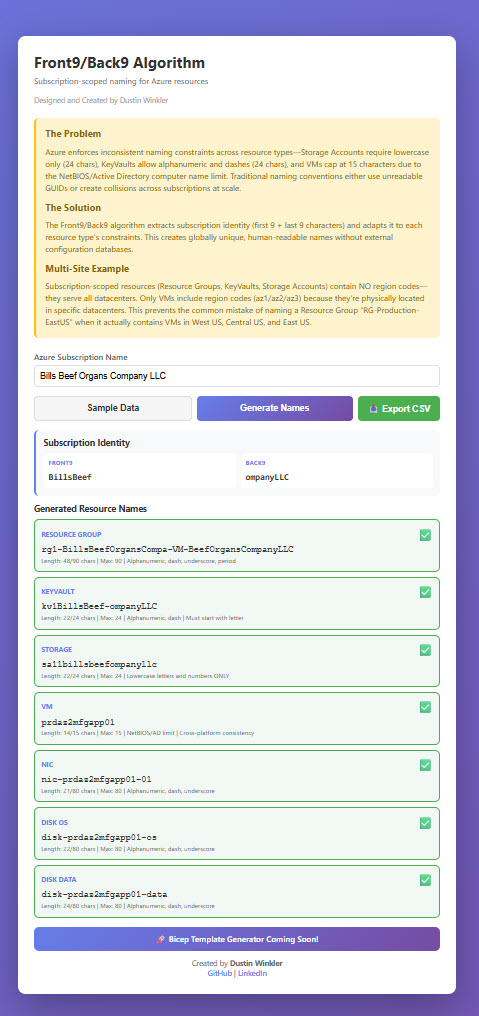 Front9/Back9 Algorithm
Subscription-scoped naming for Azure resources
Designed and Created by Dustin Winkler
The Problem
Azure enforces inconsistent naming constraints across resource types—Storage Accounts require lowercase
only (24 chars), KeyVaults allow alphanumeric and dashes (24 chars), and VMs cap at 15 characters due to
the NetBIOS/Active Directory computer name limit. Traditional naming conventions either use unreadable
GUIDs or create collisions across subscriptions at scale.
The Solution
The Front9/Back9 algorithm extracts subscription identity (first 9 + last 9 characters) and adapts it to each
resource type's constraints. This creates globally unique, human-readable names without external
configuration databases.
Multi-Site Example
Subscription-scoped resources (Resource Groups, KeyVaults, Storage Accounts) contain NO region codes—
they serve all datacenters. Only VMs include region codes (az1/az2/az3) because they're physically located
in specific datacenters. This prevents the common mistake of naming a Resource Group "RG-Production-
EastUS" when it actually contains VMs in West US, Central US, and East US.
Azure Subscription Name
Bills Beef Organs Company LLC
Sample Data
Generate Names
Export CSV
Subscription Identity
FRONT9
BACK9
BillsBeef
ompanyLLC
Generated Resource Names
RESOURCE GROUP
rg1-BillsBeefOrgansCompa-VM-BeefOrgansCompanyLLC
Length: 48/90 chars | Max: 90 | Alphanumeric, dash, underscore, period
KEYVAULT
kv1BillsBeef-ompanyLLC
Length: 22/24 chars | Max: 24 | Alphanumeric, dash | Must start with letter
STORAGE
sa11billsbeefompanyllc
Length: 22/24 chars | Max: 24 | Lowercase letters and numbers ONLY
VM
prdaz2mfgapp01
Length: 14/15 chars | Max: 15 | NetBIOS/AD limit | Cross-platform consistency
NIC
nic-prdaz2mfgapp01-01
Length: 21/80 chars | Max: 80 | Alphanumeric, dash, underscore
DISK OS
disk-prdaz2mfgapp01-os
Length: 22/80 chars | Max: 80 | Alphanumeric, dash, underscore
DISK DATA
disk-prdaz2mfgapp01-data
Length: 24/80 chars | Max: 80 | Alphanumeric, dash, underscore
🚀 Bicep Template Generator Coming Soon!
Created by Dustin Winkler
GitHub | LinkedIn